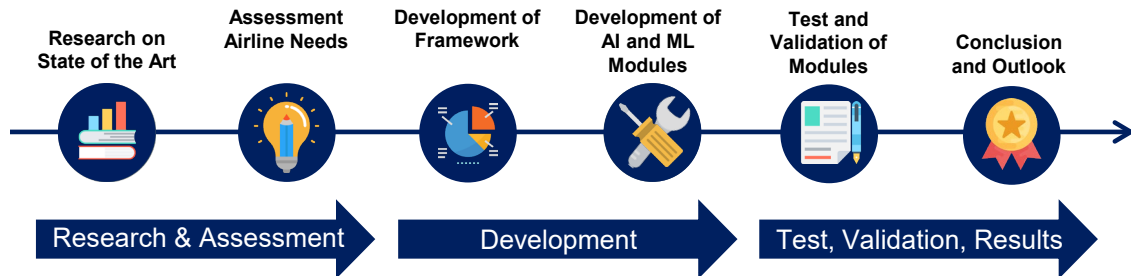 Research on
State of the Art
Assessment
Airline Needs
Development of
Framework
Development of
AI and ML
Modules
Test and
Validation of
Modules
Conclusion
and Outlook
Research & Assessment
Development
Test, Validation, Results